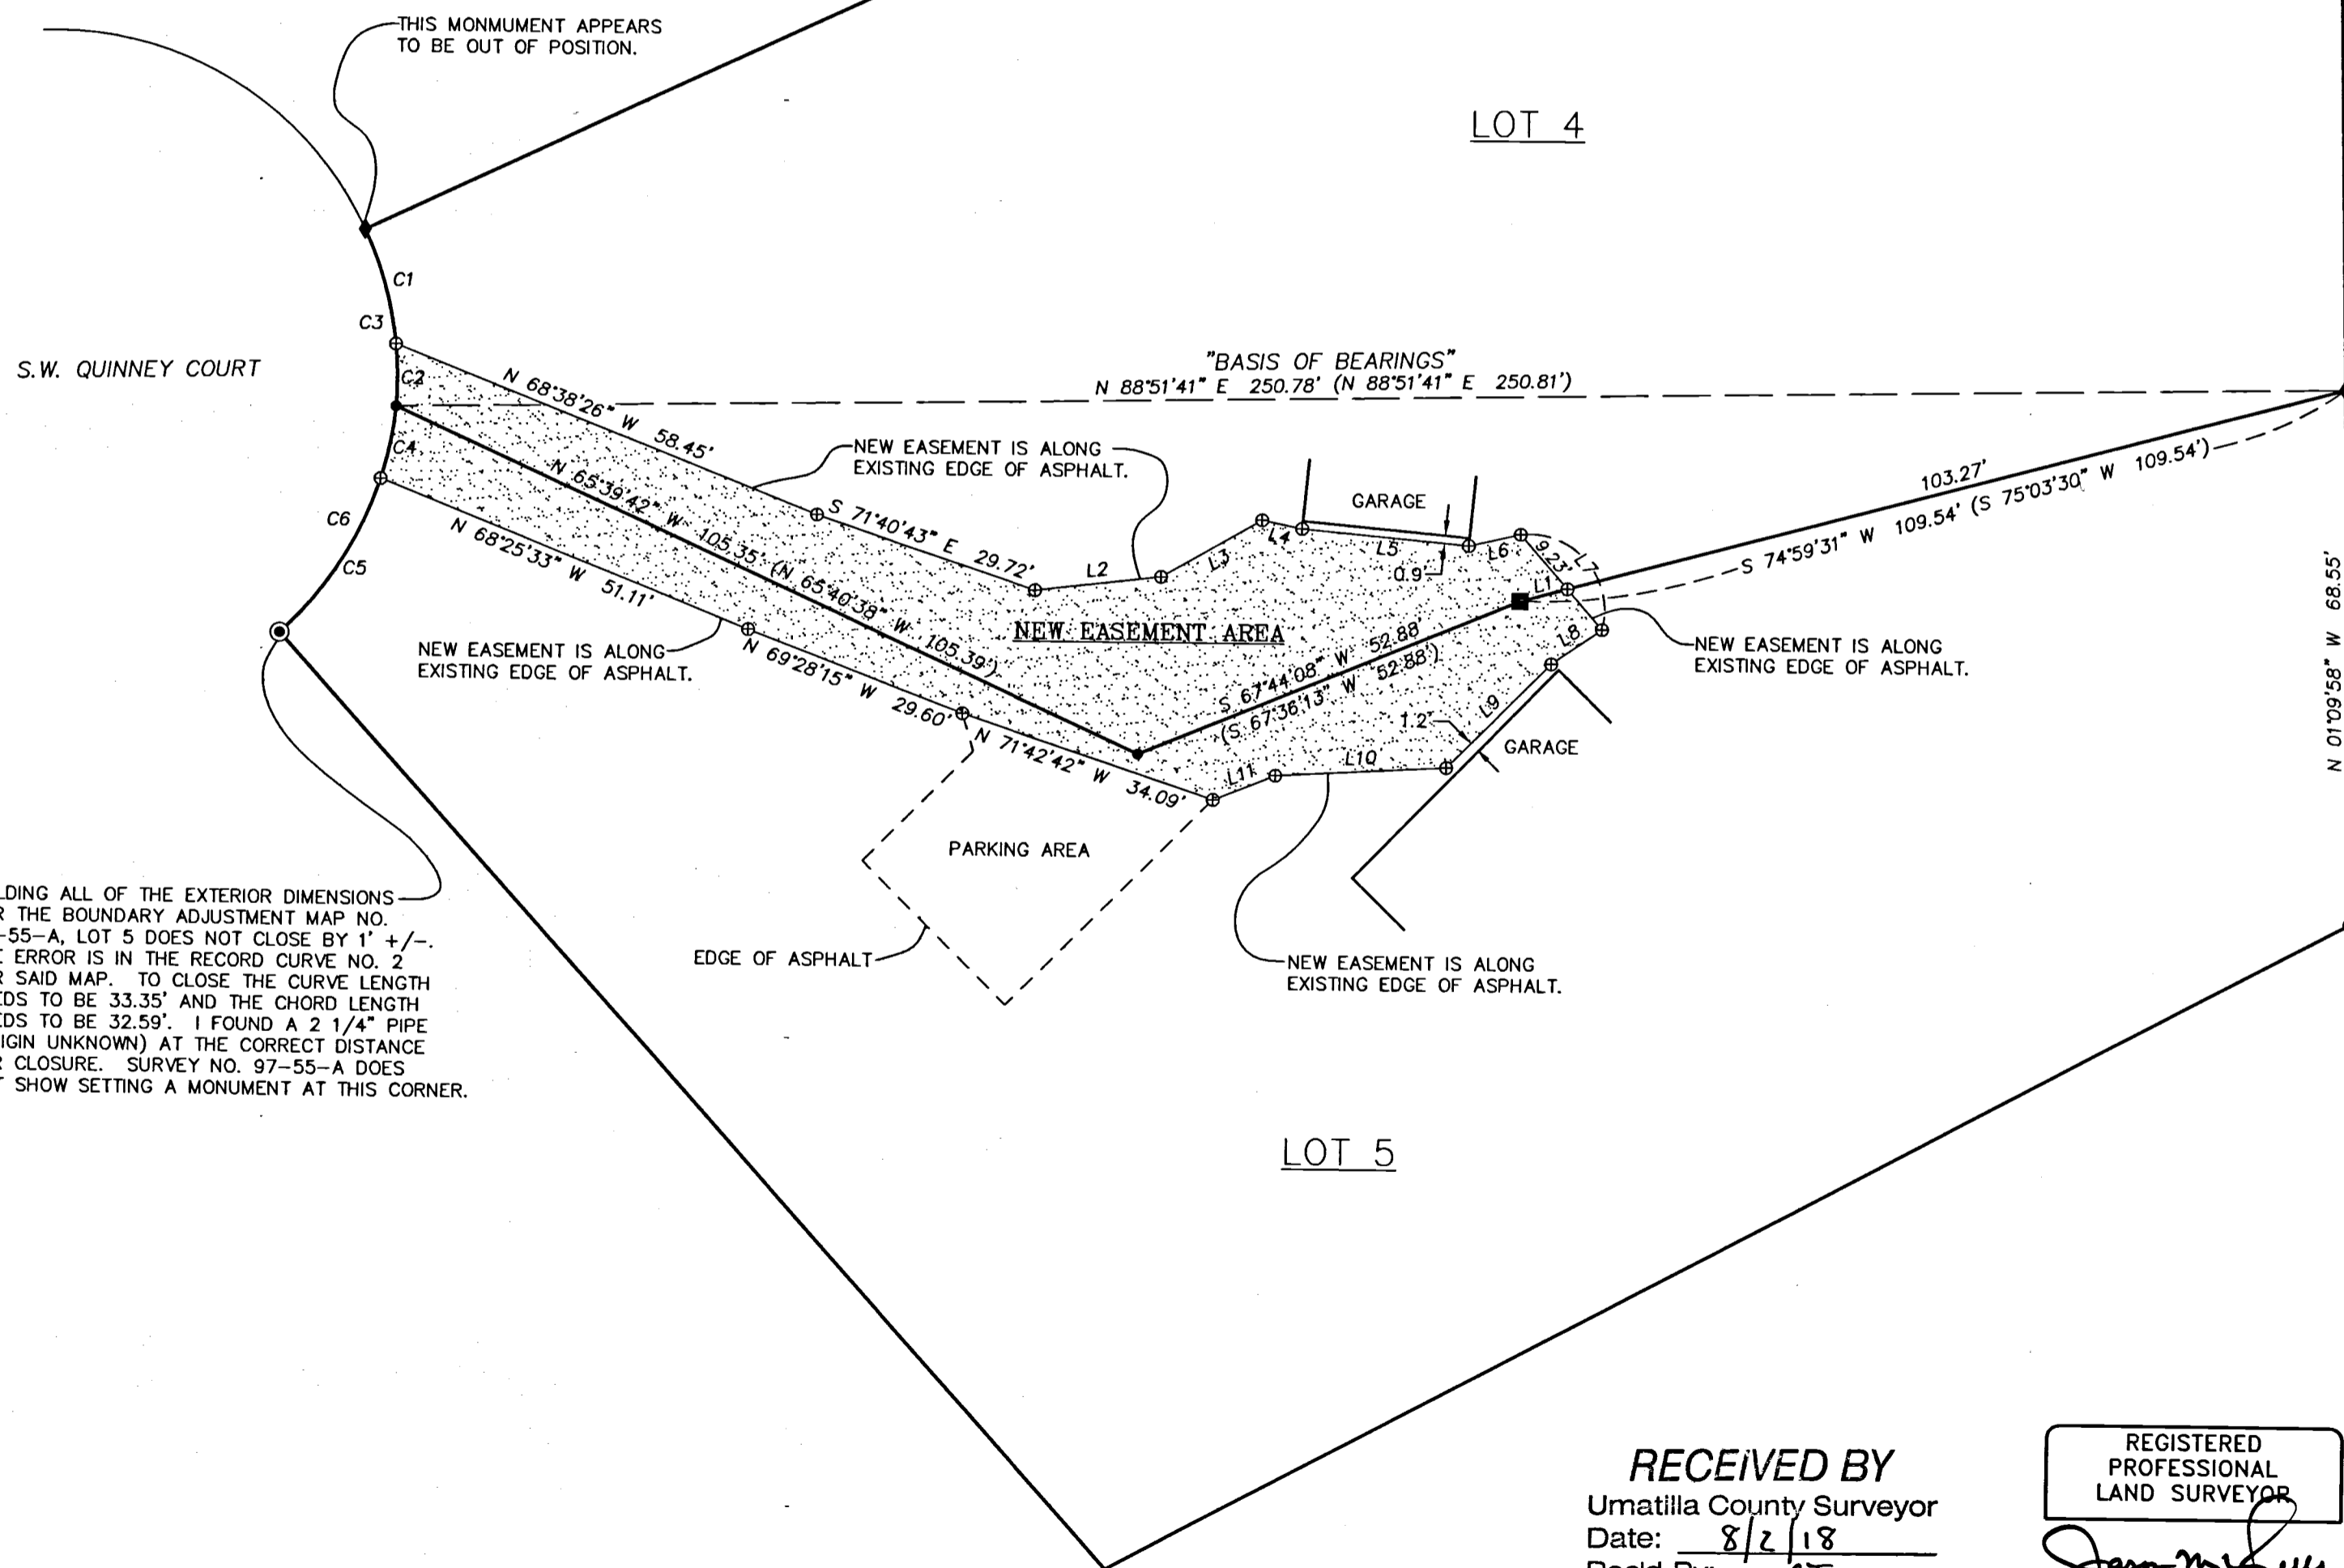 THIS MONMUMENT APPEARS
TO BE OUT OF POSITION.
LOT 4
C1
C3
S.W. QUINNEY COURT
C2
C4
C6
C5
"BASIS OF BEARINGS"
N 88°51'41" E 250.78' (N 88°51'41" E 250.81')
N 68°38'26" W 58.45'
NEW EASEMENT IS ALONG
EXISTING EDGE OF ASPHALT.
S 71°40'43" E 29.72'
L2
L3
L4
GARAGE
L5
0.9'
L6
9.23'
L7
L1
L8
103.27'
S 74°59'31" W 109.54' (S 75°03'30" W 109.54')
N 01°09'58" W 68.55'
N 65°39'42" W 105.35' (N 65°40'38" W 105.39')
N 68°25'33" W 51.11'
NEW EASEMENT AREA
S 67°44'08" W 52.88'
(S 67°36'13" W 52.88')
NEW EASEMENT IS ALONG
EXISTING EDGE OF ASPHALT.
NEW EASEMENT IS ALONG
EXISTING EDGE OF ASPHALT.
N 69°28'15" W 29.60'
N 71°42'42" W 34.09'
1.2'
L9
GARAGE
L10
L11
PARKING AREA
EDGE OF ASPHALT
NEW EASEMENT IS ALONG
EXISTING EDGE OF ASPHALT.
LDING ALL OF THE EXTERIOR DIMENSIONS
R THE BOUNDARY ADJUSTMENT MAP NO.
-55-A, LOT 5 DOES NOT CLOSE BY 1' +/-.
E ERROR IS IN THE RECORD CURVE NO. 2
R SAID MAP. TO CLOSE THE CURVE LENGTH
EDS TO BE 33.35' AND THE CHORD LENGTH
EDS TO BE 32.59'. I FOUND A 2 1/4" PIPE
IGIN UNKNOWN) AT THE CORRECT DISTANCE
R CLOSURE. SURVEY NO. 97-55-A DOES
T SHOW SETTING A MONUMENT AT THIS CORNER.
LOT 5
RECEIVED BY
Umatilla County Surveyor
Date: 8/2/18
REGISTERED
PROFESSIONAL
LAND SURVEYOR